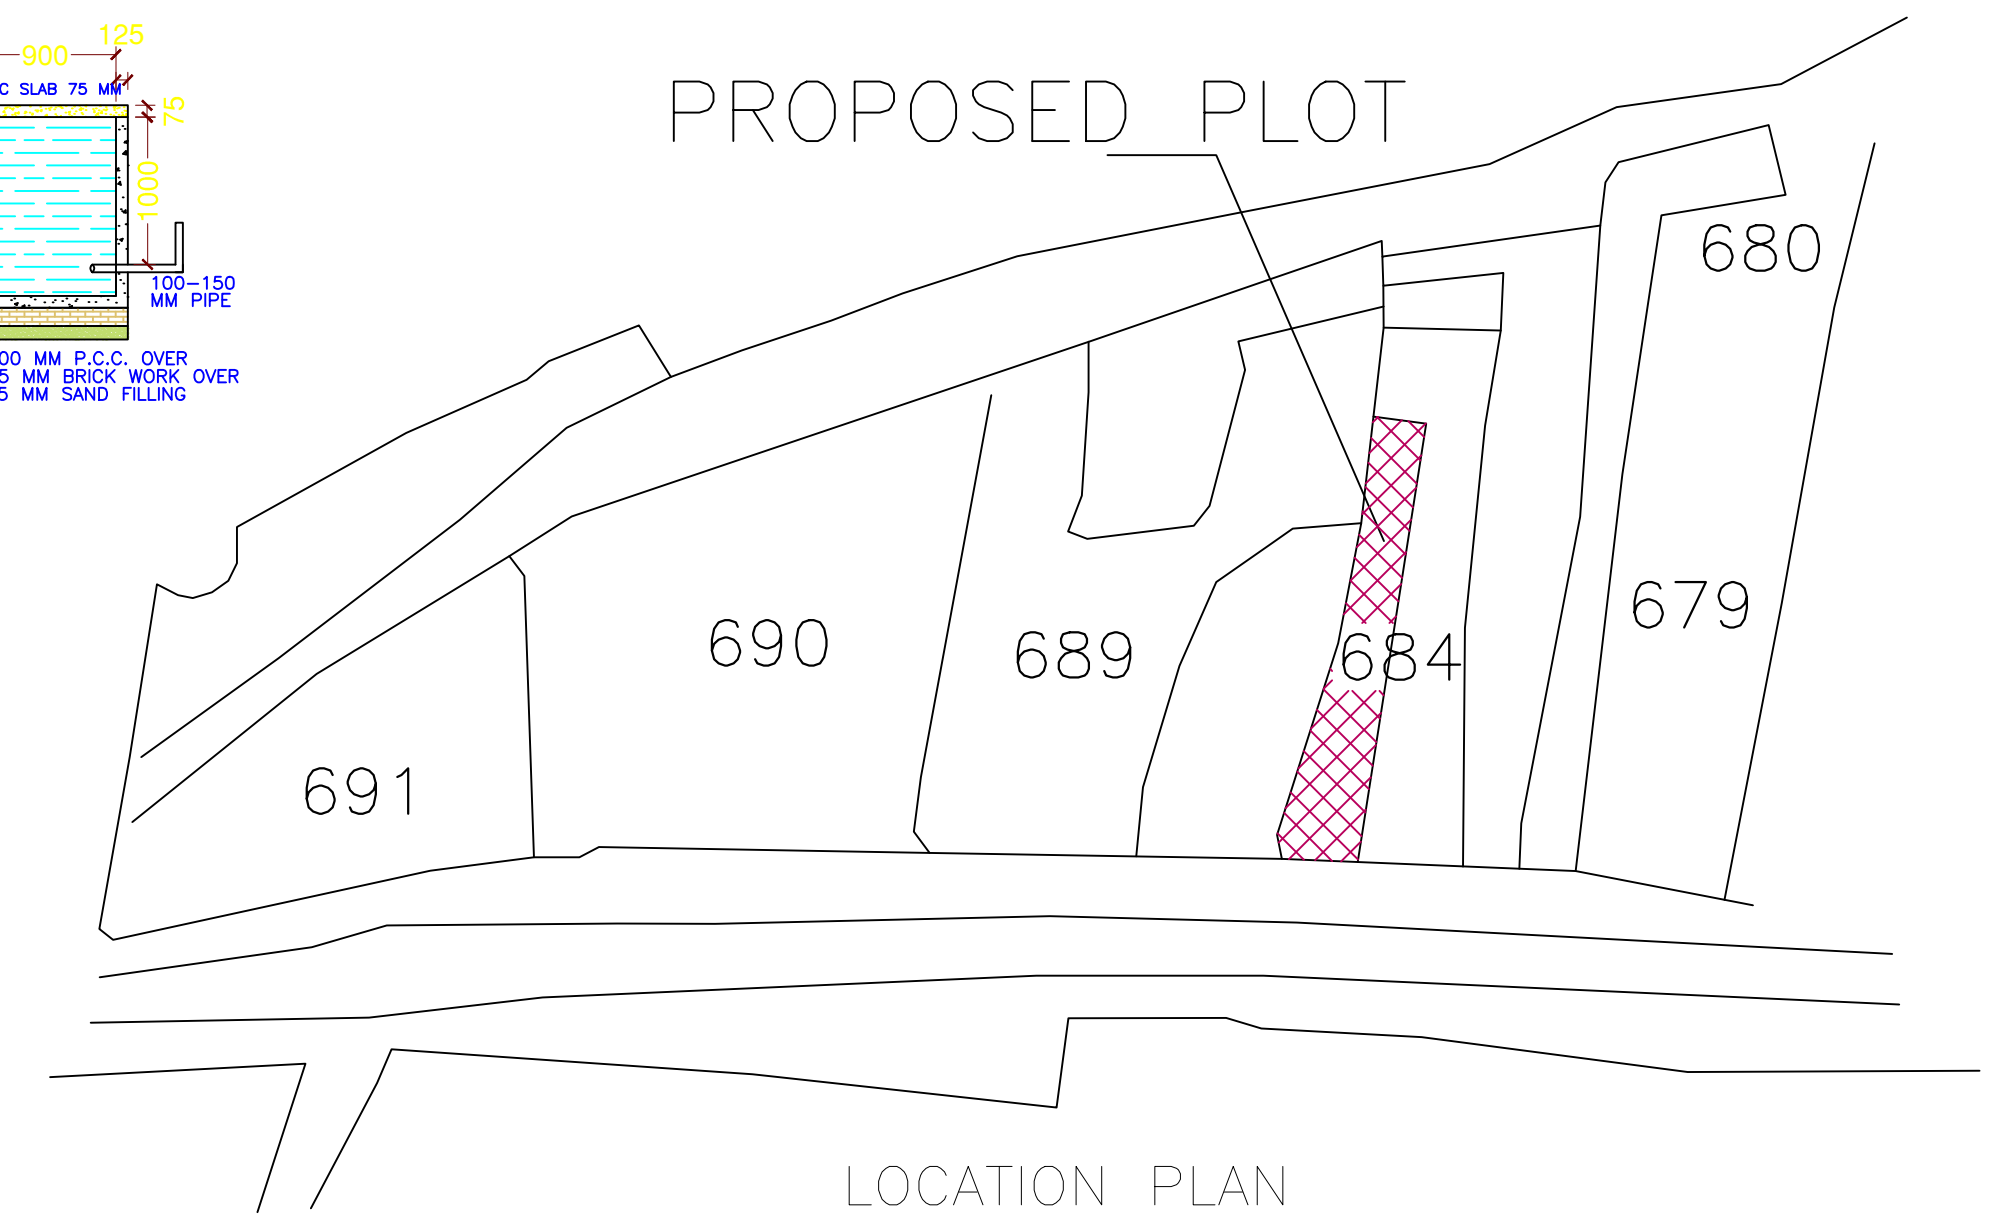 125
900
C SLAB 75 MM
75
1000
100-150
MM PIPE
00 MM P.C.C. OVER
5 MM BRICK WORK OVER
5 MM SAND FILLING
PROPOSED PLOT
680
679
690
689
684
691
LOCATION PLAN